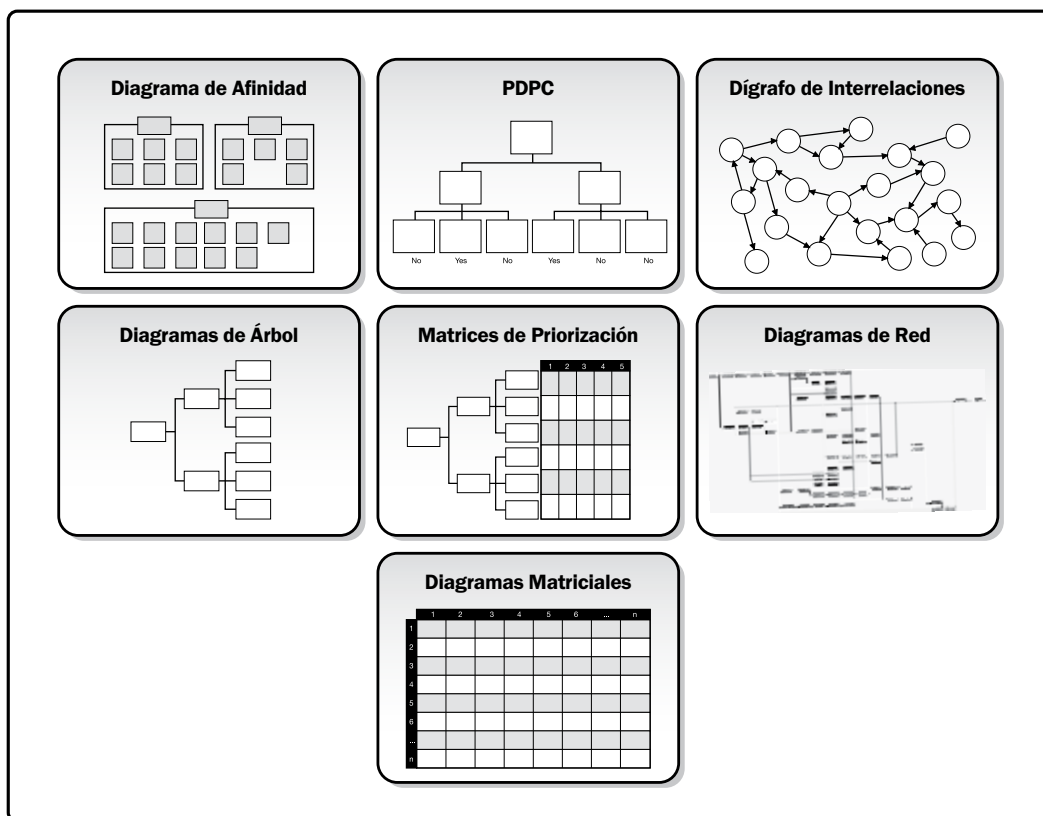 Diagrama de Afinidad
PDPC
No Yes No Yes No No
Dígrafo de Interrelaciones
Diagramas de Árbol
Matrices de Priorización
1 2 3 4 5
Diagramas de Red
Diagramas Matriciales
1 2 3 4 5 6 ... n
1
2
3
4
5
6
...
n